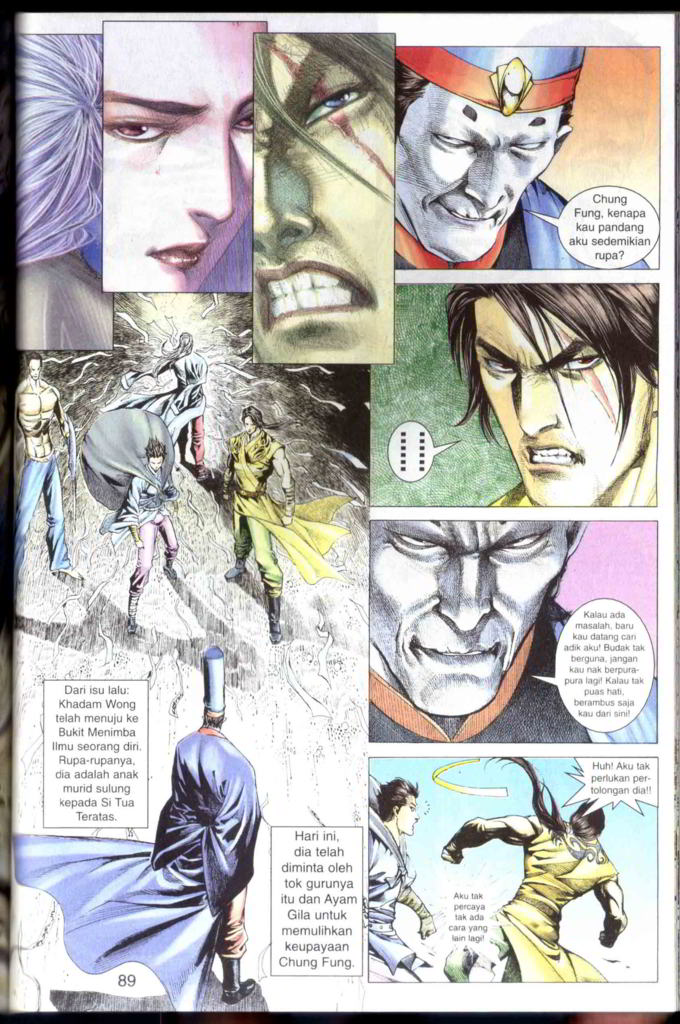 Chung
Fung, kenapa
kau pandang
aku sedemikian
rupa?
Kalau ada
masalah, baru
kau datang cari
adik aku! Budak tak
berguna, jangan
kau nak berpura-
pura lagi! Kalau tak
puas hati,
berambus saja
kau dari sini!
Dari isu lalu:
Khadam Wong
telah menuju ke
Bukit Menimba
Ilmu seorang diri.
Rupa-rupanya,
dia adalah anak
murid sulung
kepada Si Tua
Teratas.
Hari ini,
dia telah
diminta oleh
tok gurunya
itu dan Ayam
Gila untuk
memulihkan
keupayaan
Chung Fung.
Huh! Aku tak
perlukan per-
tolongan dia!!
Aku tak
percaya
tak ada
cara yang
lain lagi!
89